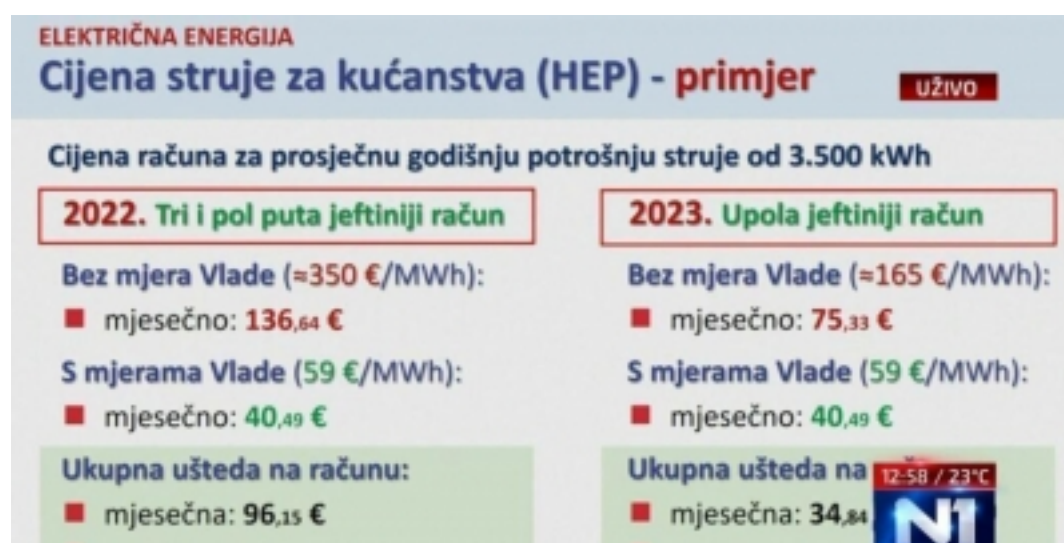 ELEKTRIČNA ENERGIJA
Cijena struje za kućanstva (HEP) - primjer
UŽIVO
Cijena računa za prosječnu godišnju potrošnju struje od 3.500 kWh
2022. Tri i pol puta jeftiniji račun
Bez mjera Vlade (≈350 €/MWh):
■ mjesečno: 136,64 €
S mjerama Vlade (59 €/MWh):
■ mjesečno: 40,49 €
Ukupna ušteda na računu:
■ mjesečna: 96,15 €
2023. Upola jeftiniji račun
Bez mjera Vlade (≈165 €/MWh):
■ mjesečno: 75,33 €
S mjerama Vlade (59 €/MWh):
■ mjesečno: 40,49 €
Ukupna ušteda na
■ mjesečna: 34,84
12:58 / 23°C
N1